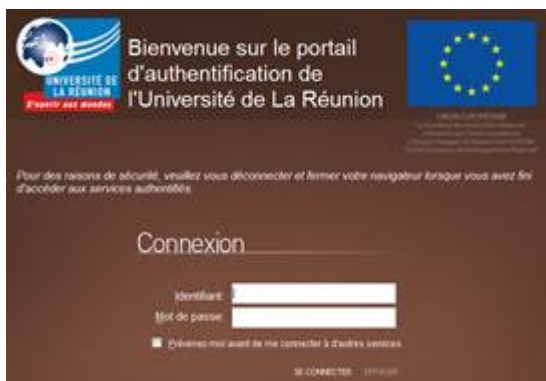 UNIVERSITÉ DE
LA RÉUNION
S'ouvrir aux mondes
Bienvenue sur le portail
d'authentification de
l'Université de La Réunion
UNION EUROPÉENNE
Pour des raisons de sécurité, veuillez vous déconnecter et fermer votre navigateur lorsque vous avez fini
d'accéder aux services authentifiés.
Connexion
Identifiant:
Mot de passe:
Prévenez-moi avant de me connecter à d'autres services.
SE CONNECTER EFFACER